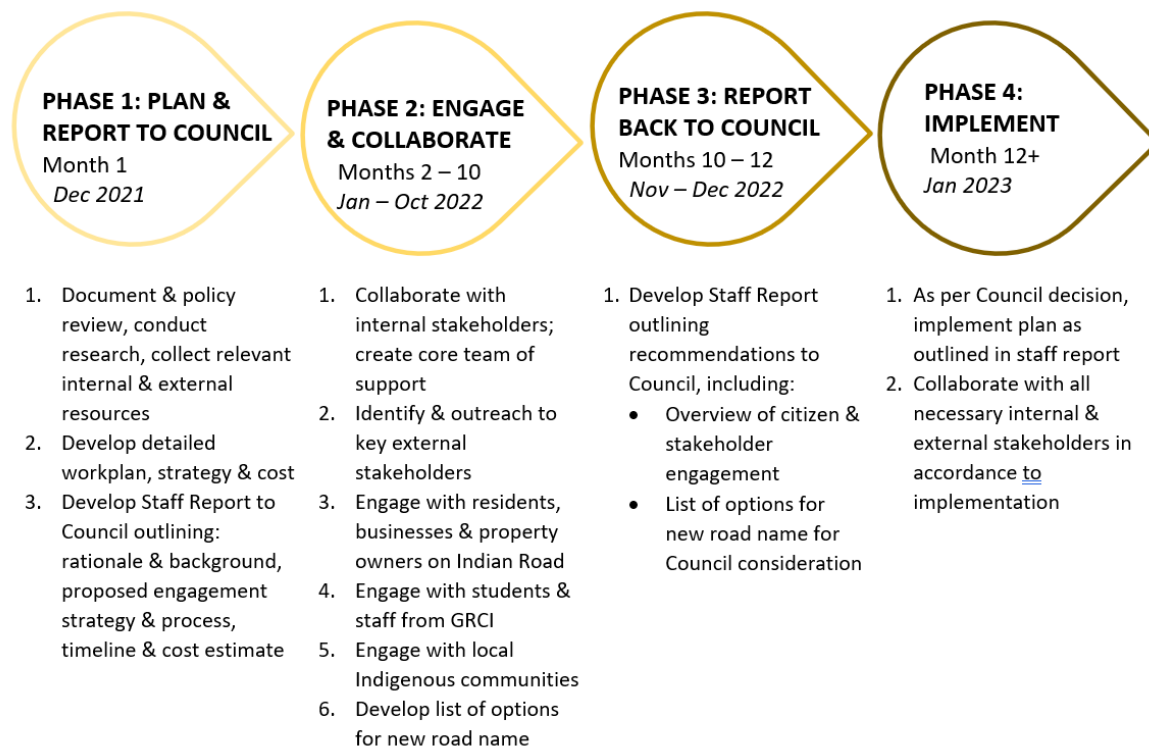 PHASE 1: PLAN &
REPORT TO COUNCIL
Month 1
Dec 2021
1. Document & policy
review, conduct
research, collect relevant
internal & external
resources
2. Develop detailed
workplan, strategy & cost
3. Develop Staff Report to
Council outlining:
rationale & background,
proposed engagement
strategy & process,
timeline & cost estimate
PHASE 2: ENGAGE
& COLLABORATE
Months 2 – 10
Jan – Oct 2022
1. Collaborate with
internal stakeholders;
create core team of
support
2. Identify & outreach to
key external
stakeholders
3. Engage with residents,
businesses & property
owners on Indian Road
4. Engage with students &
staff from GRCI
5. Engage with local
Indigenous communities
6. Develop list of options
for new road name
PHASE 3: REPORT
BACK TO COUNCIL
Months 10 – 12
Nov – Dec 2022
1. Develop Staff Report
outlining
recommendations to
Council, including:
• Overview of citizen &
stakeholder
engagement
• List of options for
new road name for
Council consideration
PHASE 4:
IMPLEMENT
Month 12+
Jan 2023
1. As per Council decision,
implement plan as
outlined in staff report
2. Collaborate with all
necessary internal &
external stakeholders in
accordance to
implementation